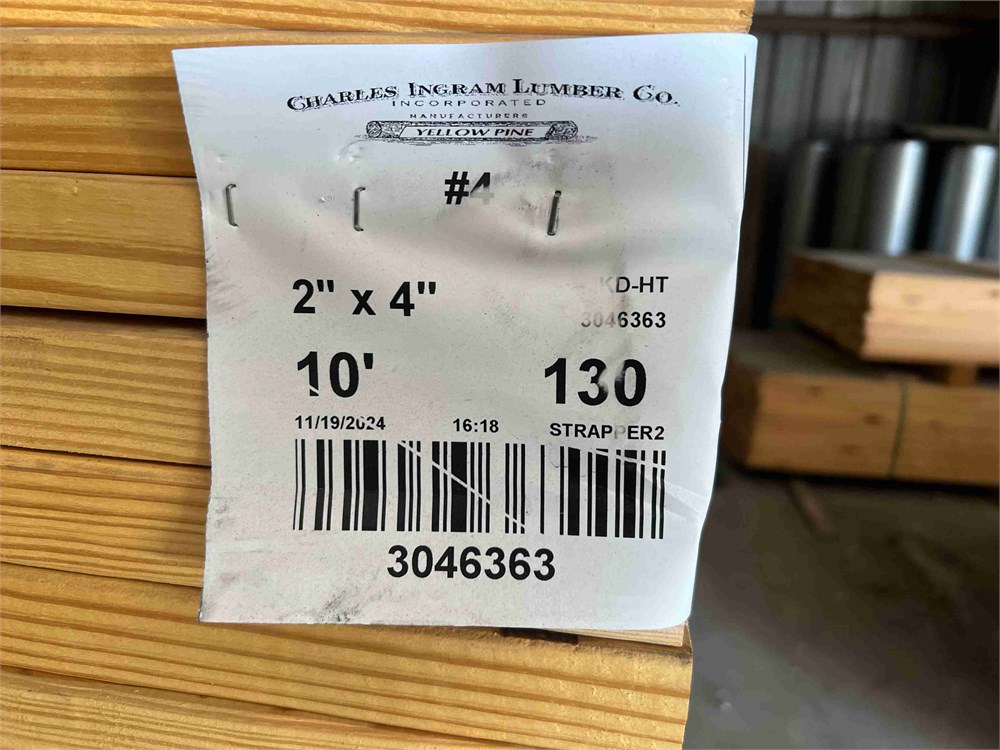 CHARLES INGRAM LUMBER CO.
INCORPORATED
MANUFACTURERS
YELLOW PINE
#4
2" x 4"
KD-HT
3046363
10'
130
11/19/2024
16:18
STRAPPER2
3046363